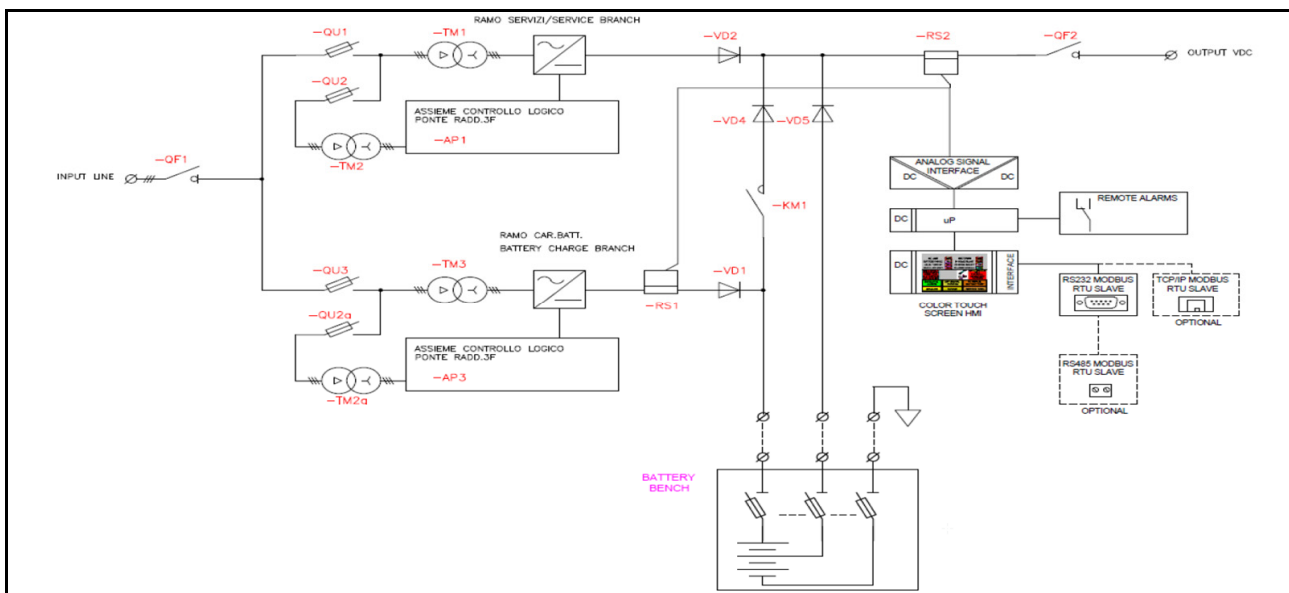 RAMO SERVIZI/SERVICE BRANCH
-QU1
-TM1
-VD2
-RS2
-QF2
OUTPUT VDC
-QU2
ASSIEME CONTROLLO LOGICO
PONTE RADD.3F
-AP1
-TM2
-VD4
-VD5
-QF1
INPUT LINE
ANALOG SIGNAL
INTERFACE
DC
DC
-KM1
DC
uP
REMOTE ALARMS
RAMO CAR.BATT.
BATTERY CHARGE BRANCH
-QU3
-TM3
-RS1
-VD1
DC
INTERFACE
COLOR TOUCH
SCREEN HMI
RS232 MODBUS
RTU SLAVE
TCP/IP MODBUS
RTU SLAVE
OPTIONAL
-QU2a
ASSIEME CONTROLLO LOGICO
PONTE RADD.3F
-AP3
-TM2a
RS485 MODBUS
RTU SLAVE
OPTIONAL
BATTERY
BENCH